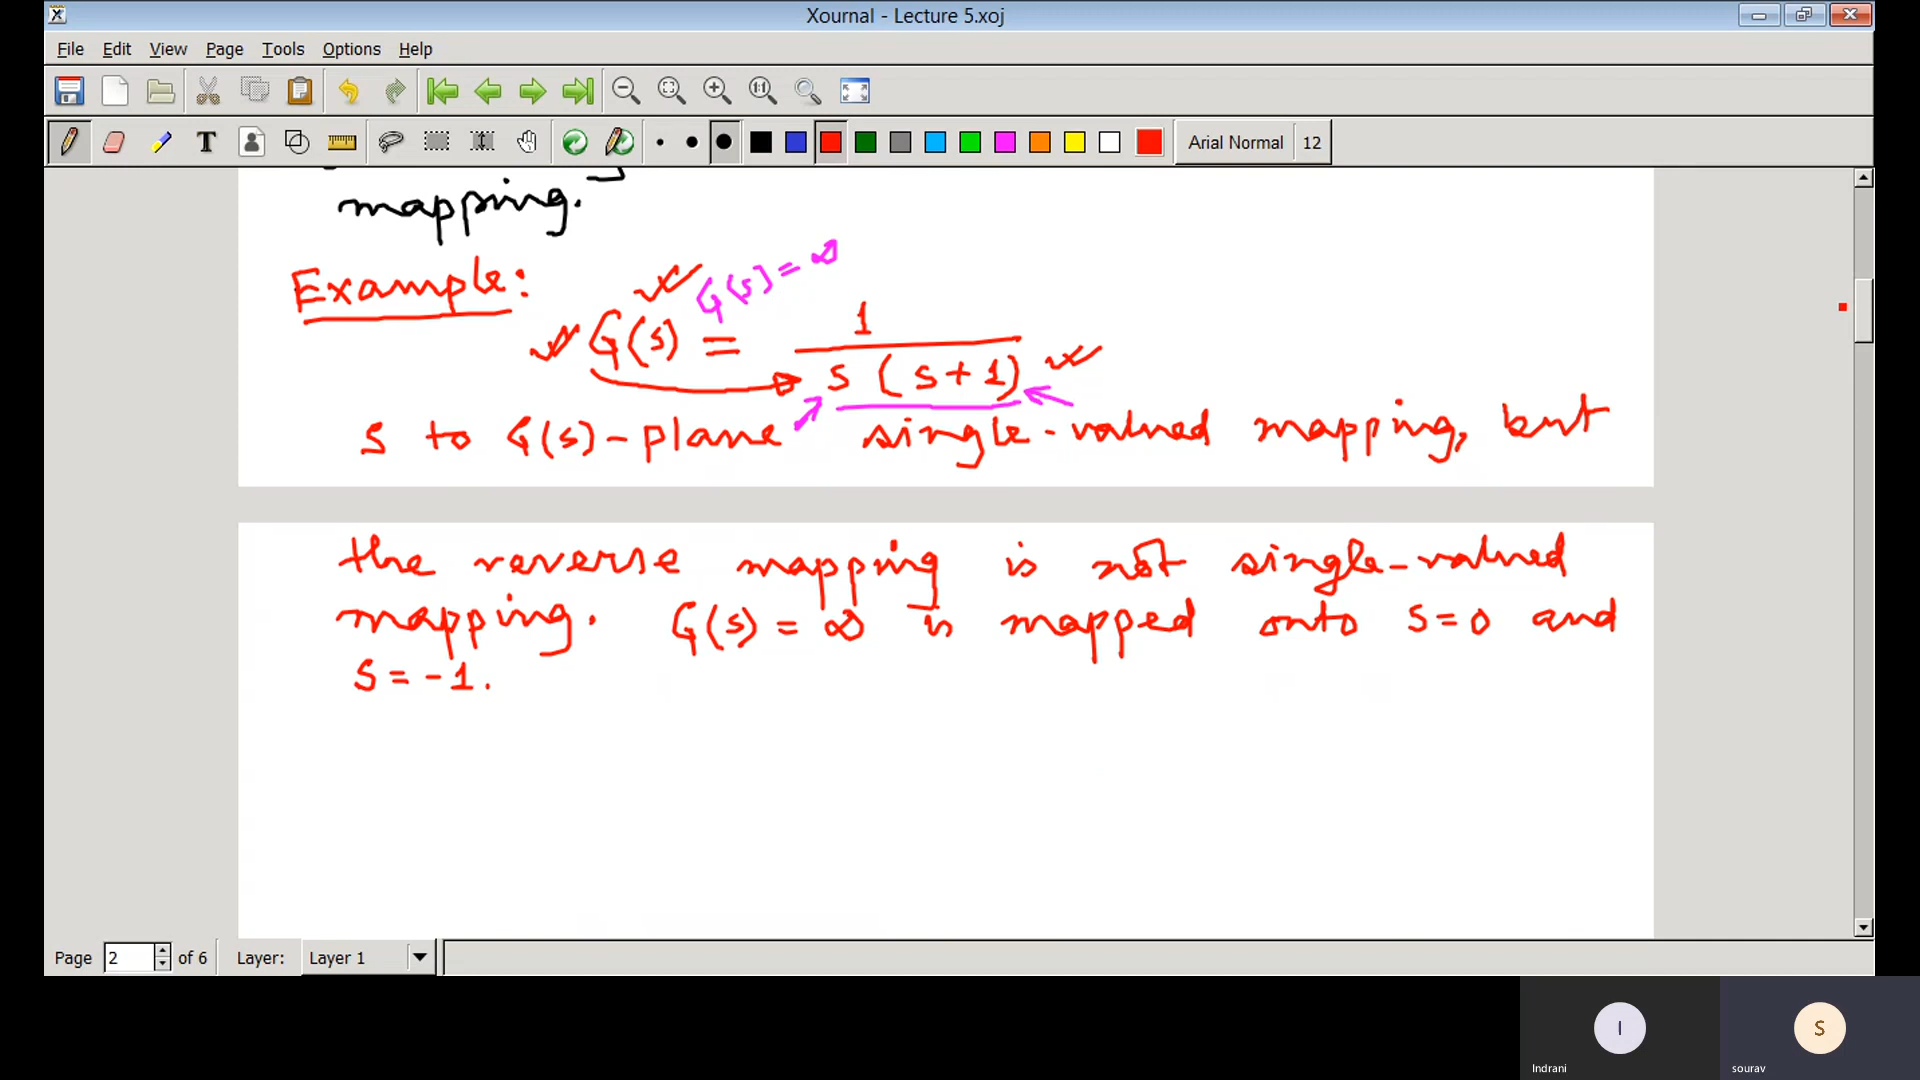 Xournal - Lecture 5.xoj
File Edit View Page Tools Options Help
Arial Normal 12
mapping.
Example:
G(s) = ∞
G(s) = 1 / s (s+1)
s to G(s)-plane single-valued mapping, but
the reverse mapping is not single-valued
mapping. G(s) = ∞ is mapped onto s=0 and
s = -1.
Page 2 of 6 Layer: Layer 1
I S
Indrani sourav